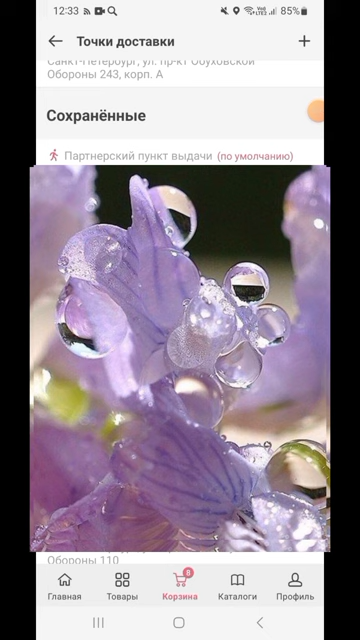 12:33
85%
Точки доставки
Санкт-Петербург, ул. пр-кт Обуховской
Обороны 243, корп. А
Сохранённые
Партнерский пункт выдачи (по умолчанию)
Обороны 110
8
Главная Товары Корзина Каталоги Профиль